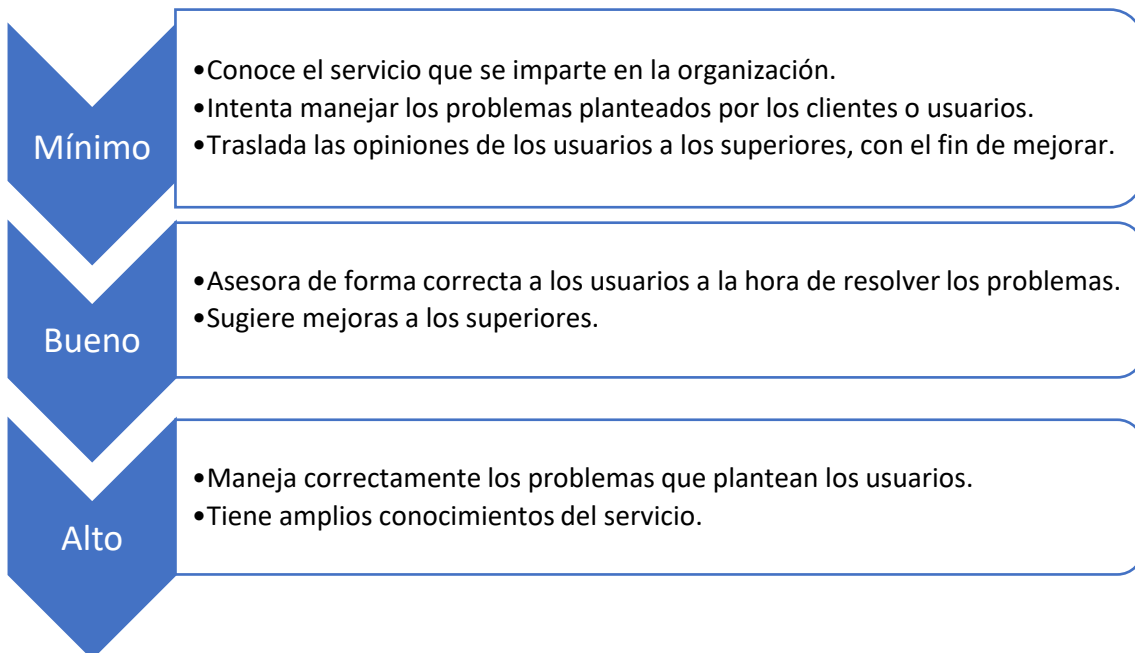 Mínimo
•Conoce el servicio que se imparte en la organización.
•Intenta manejar los problemas planteados por los clientes o usuarios.
•Traslada las opiniones de los usuarios a los superiores, con el fin de mejorar.
Bueno
•Asesora de forma correcta a los usuarios a la hora de resolver los problemas.
•Sugiere mejoras a los superiores.
Alto
•Maneja correctamente los problemas que plantean los usuarios.
•Tiene amplios conocimientos del servicio.